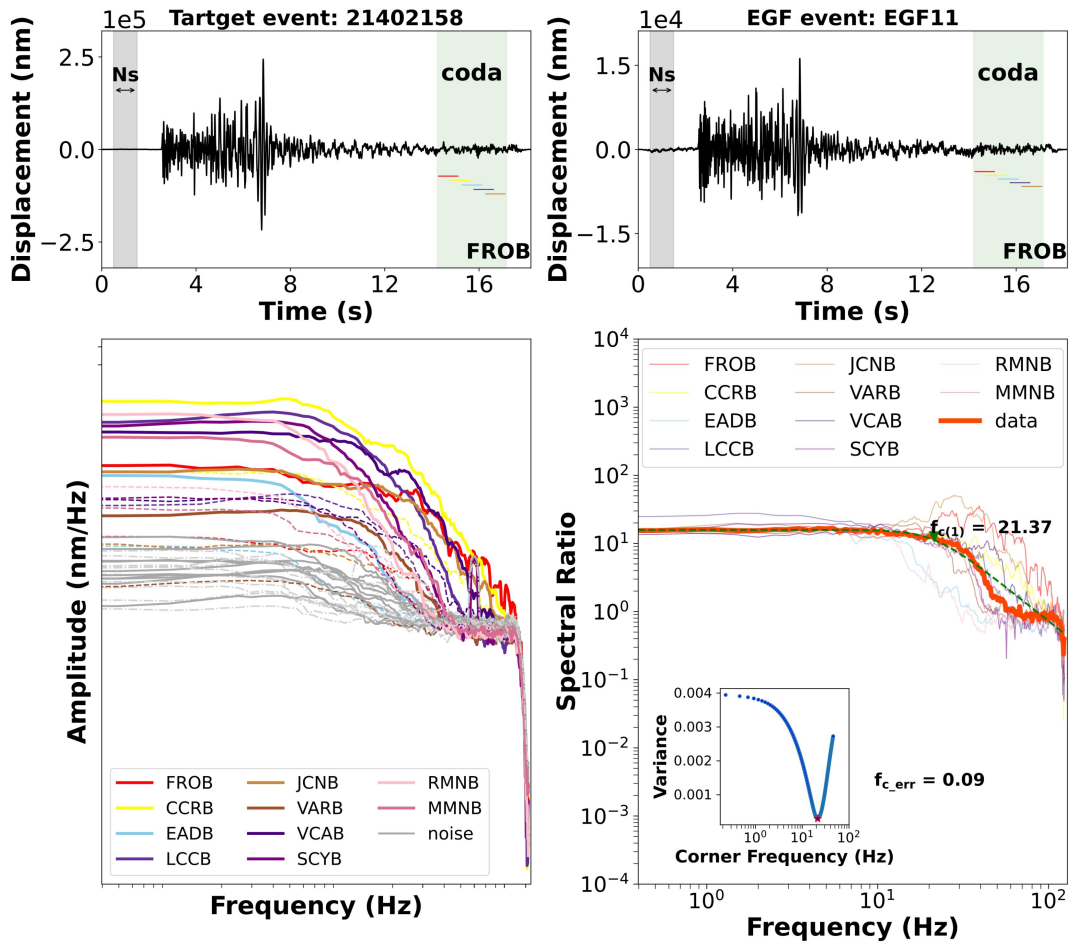 Tartget event: 21402158
1e5
Displacement (nm)
2.5
0.0
−2.5
Ns
coda
FROB
0 4 8 12 16
Time (s)
EGF event: EGF11
1e4
Displacement (nm)
1.5
0.0
−1.5
Ns
coda
FROB
0 4 8 12 16
Time (s)
Amplitude (nm/Hz)
FROB JCNB RMNB
CCRB VARB MMNB
EADB VCAB noise
LCCB SCYB
Frequency (Hz)
Spectral Ratio
10^4
10^3
10^2
10^1
10^0
10^−1
10^−2
10^−3
10^−4
FROB JCNB RMNB
CCRB VARB MMNB
EADB VCAB data
LCCB SCYB
f_c(1) = 21.37
Variance
0.004
0.003
0.002
0.001
10^0 10^1 10^2
Corner Frequency (Hz)
f_c_err = 0.09
10^0 10^1 10^2
Frequency (Hz)